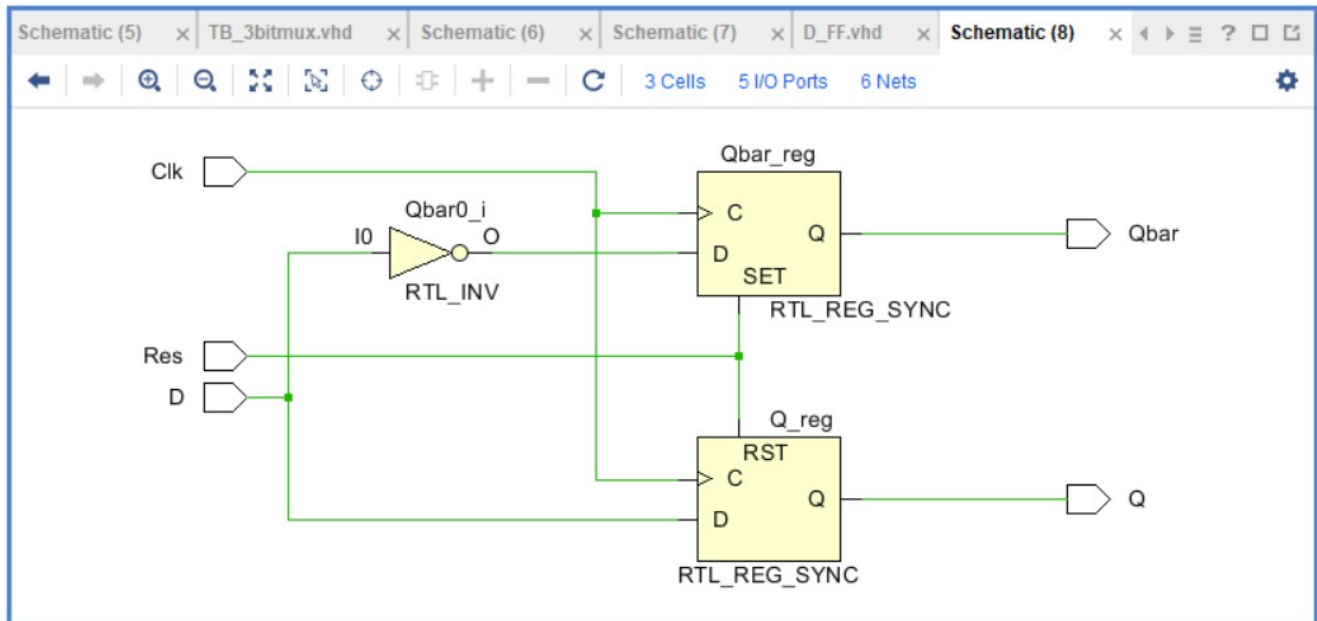 Schematic (5) × TB_3bitmux.vhd × Schematic (6) × Schematic (7) × D_FF.vhd × Schematic (8) × ?
3 Cells 5 I/O Ports 6 Nets
Qbar_reg
Clk
Qbar0_i
C
I0 O
Q Qbar
D
SET
RTL_INV
RTL_REG_SYNC
Res
D
Q_reg
RST
C
Q Q
D
RTL_REG_SYNC